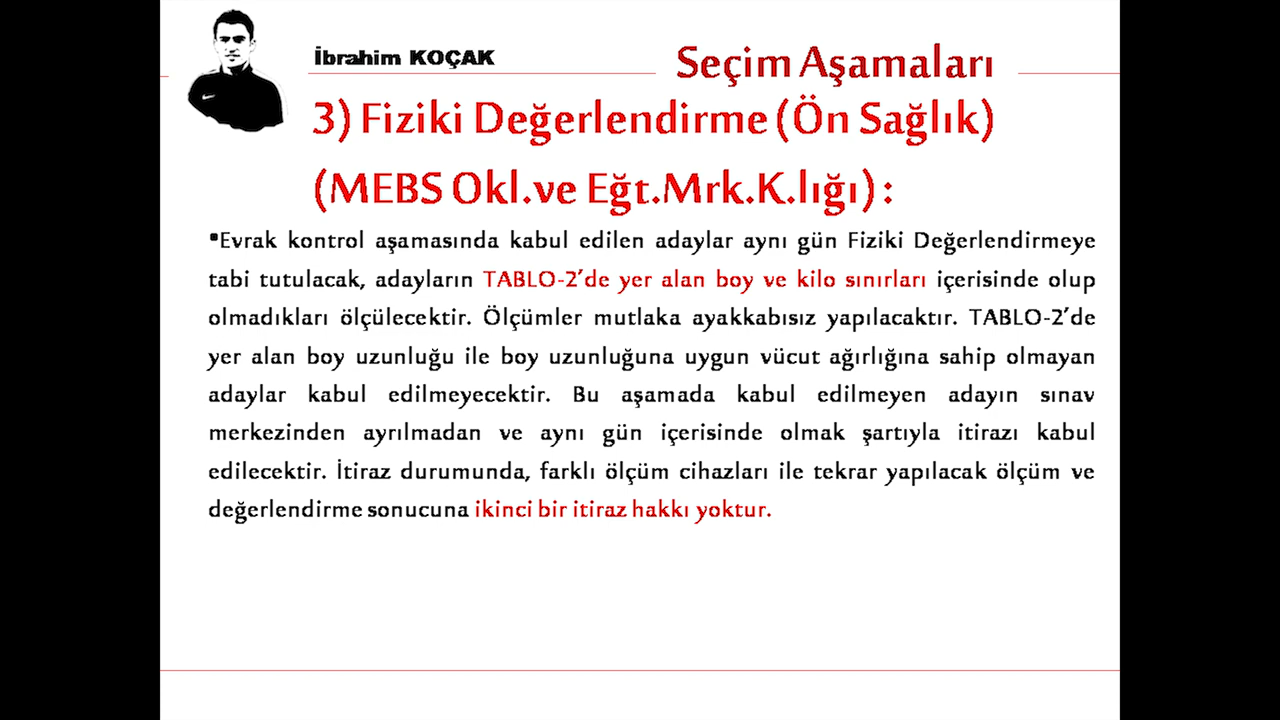 İbrahim KOÇAK
Seçim Aşamaları
3) Fiziki Değerlendirme (Ön Sağlık)
(MEBS Okl.ve Eğt.Mrk.K.lığı) :
▪Evrak kontrol aşamasında kabul edilen adaylar aynı gün Fiziki Değerlendirmeye
tabi tutulacak, adayların TABLO-2’de yer alan boy ve kilo sınırları içerisinde olup
olmadıkları ölçülecektir. Ölçümler mutlaka ayakkabısız yapılacaktır. TABLO-2’de
yer alan boy uzunluğu ile boy uzunluğuna uygun vücut ağırlığına sahip olmayan
adaylar kabul edilmeyecektir. Bu aşamada kabul edilmeyen adayın sınav
merkezinden ayrılmadan ve aynı gün içerisinde olmak şartıyla itirazı kabul
edilecektir. İtiraz durumunda, farklı ölçüm cihazları ile tekrar yapılacak ölçüm ve
değerlendirme sonucuna ikinci bir itiraz hakkı yoktur.